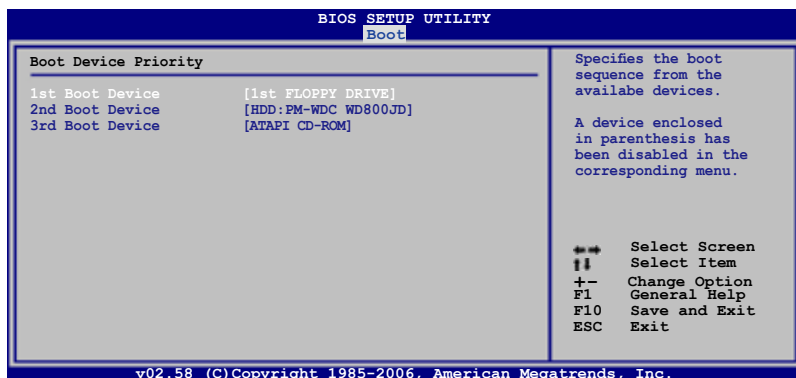 BIOS SETUP UTILITY
Boot
Boot Device Priority
1st Boot Device [1st FLOPPY DRIVE]
2nd Boot Device [HDD:PM-WDC WD800JD]
3rd Boot Device [ATAPI CD-ROM]
Specifies the boot
sequence from the
availabe devices.
A device enclosed
in parenthesis has
been disabled in the
corresponding menu.
Select Screen
Select Item
+- Change Option
F1 General Help
F10 Save and Exit
ESC Exit
v02.58 (C)Copyright 1985-2006, American Megatrends, Inc.